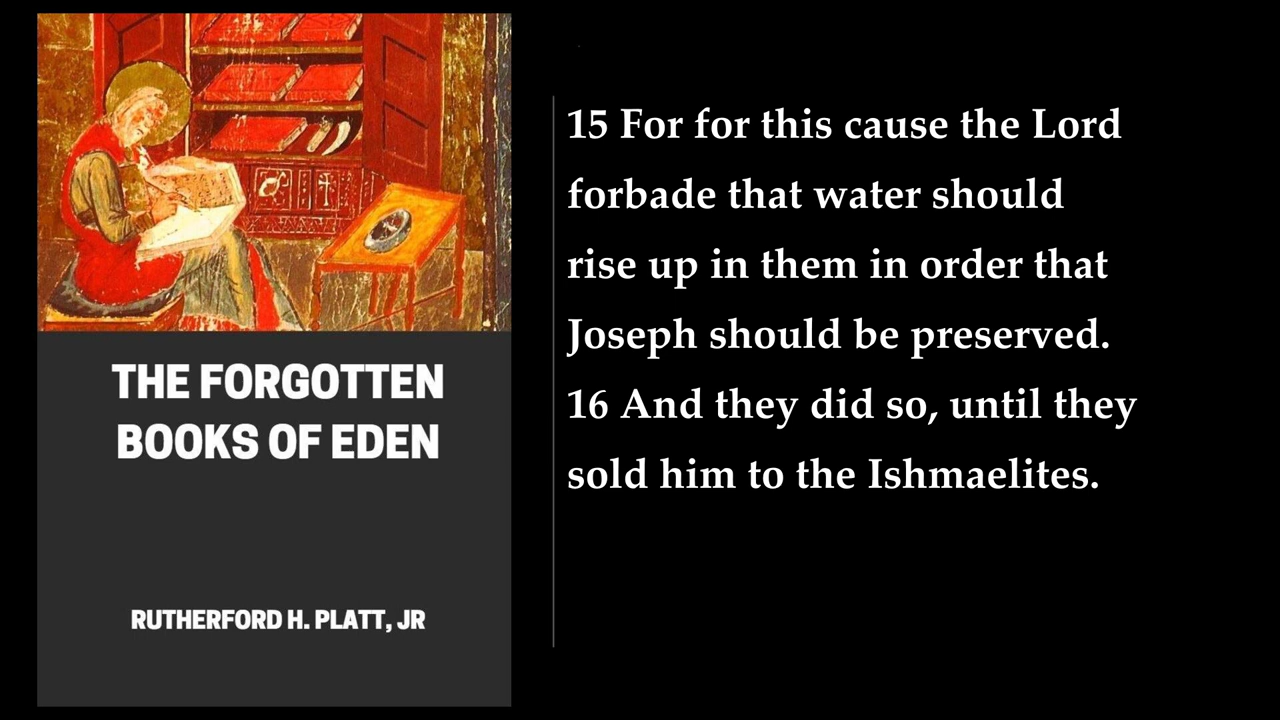 THE FORGOTTEN
BOOKS OF EDEN
RUTHERFORD H. PLATT, JR
15 For for this cause the Lord
forbade that water should
rise up in them in order that
Joseph should be preserved.
16 And they did so, until they
sold him to the Ishmaelites.